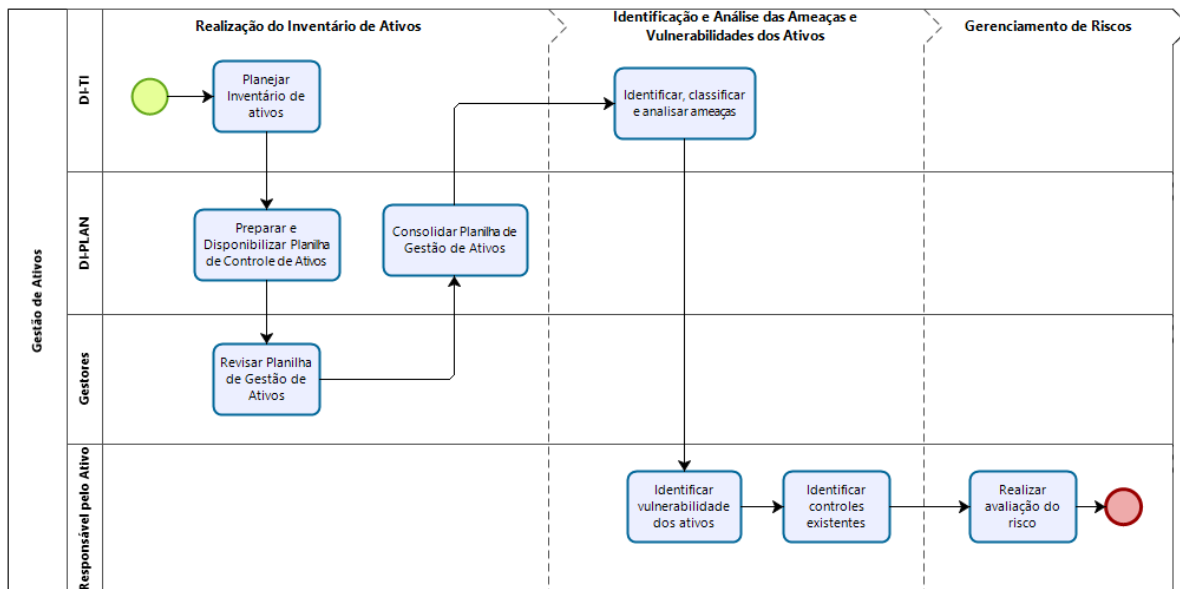 Realização do Inventário de Ativos
Identificação e Análise das Ameaças e
Vulnerabilidades dos Ativos
Gerenciamento de Riscos
Gestão de Ativos
DI-TI
Planejar
Inventário de
ativos
Identificar, classificar
e analisar ameaças
DI-PLAN
Preparar e
Disponibilizar Planilha
de Controle de Ativos
Consolidar Planilha de
Gestão de Ativos
Gestores
Revisar Planilha
de Gestão de
Ativos
Responsável pelo Ativo
Identificar
vulnerabilidade
dos ativos
Identificar
controles
existentes
Realizar
avaliação do
risco